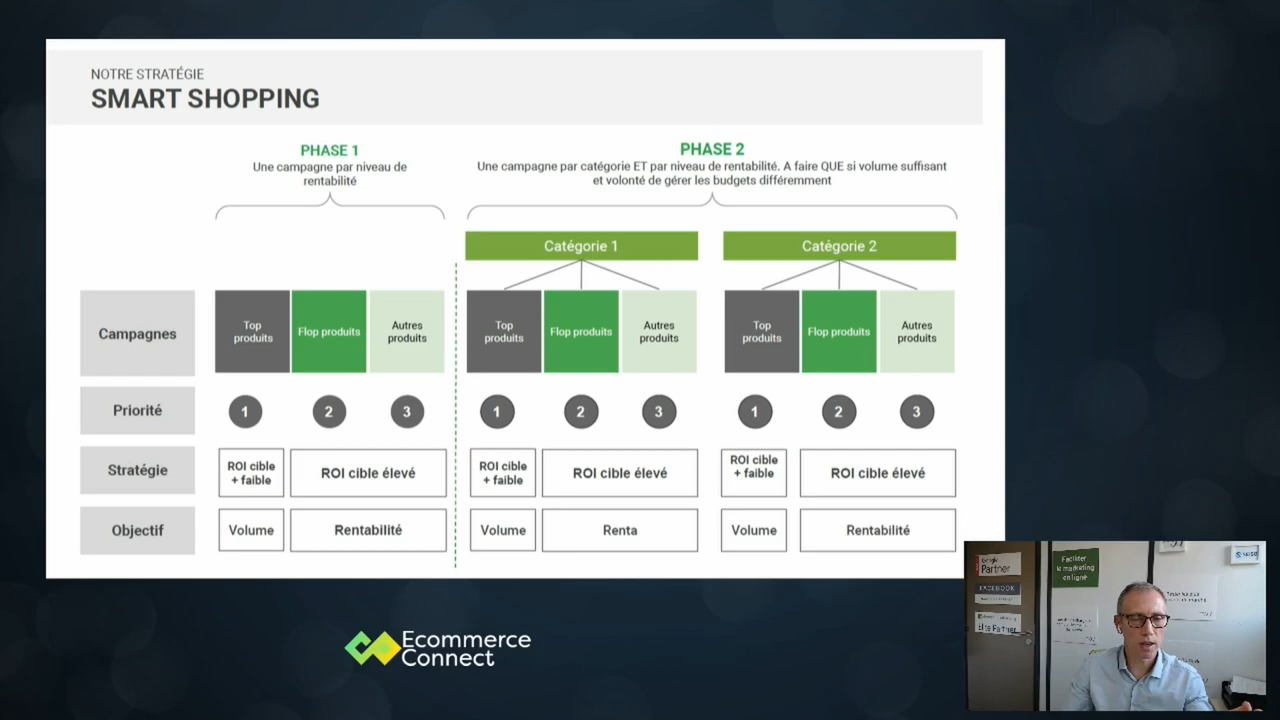 NOTRE STRATÉGIE
SMART SHOPPING
PHASE 1
Une campagne par niveau de
rentabilité
PHASE 2
Une campagne par catégorie ET par niveau de rentabilité. A faire QUE si volume suffisant
et volonté de gérer les budgets différemment
Catégorie 1
Catégorie 2
Campagnes
Top
produits
Flop produits
Autres
produits
Top
produits
Flop produits
Autres
produits
Top
produits
Flop produits
Autres
produits
Priorité
1
2
3
1
2
3
1
2
3
Stratégie
ROI cible
+ faible
ROI cible élevé
ROI cible
+ faible
ROI cible élevé
ROI cible
+ faible
ROI cible élevé
Objectif
Volume
Rentabilité
Volume
Renta
Volume
Rentabilité
Ecommerce
Connect
Google
Partner
FACEBOOK
Elite Partner
Faciliter
le marketing
en ligne